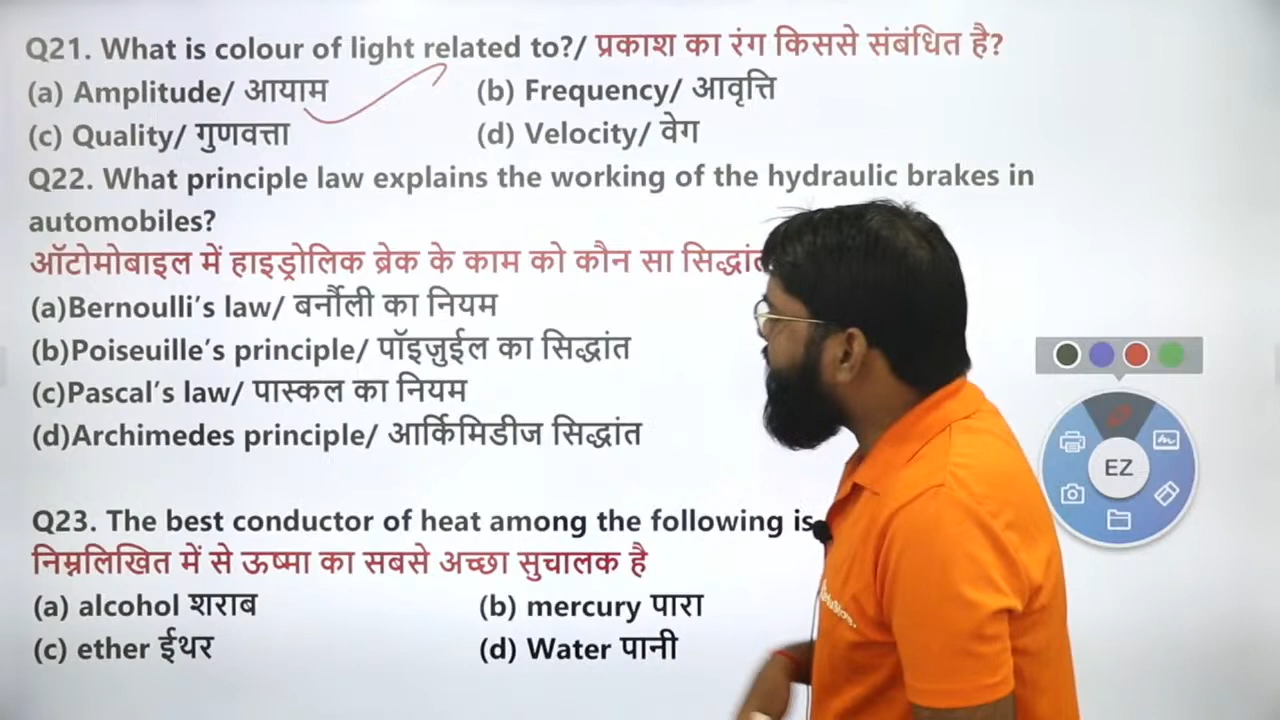 Q21. What is colour of light related to?/ प्रकाश का रंग किससे संबंधित है?
(a) Amplitude/ आयाम (b) Frequency/ आवृत्ति
(c) Quality/ गुणवत्ता (d) Velocity/ वेग
Q22. What principle law explains the working of the hydraulic brakes in
automobiles?
ऑटोमोबाइल में हाइड्रोलिक ब्रेक के काम को कौन सा सिद्धांत
(a)Bernoulli’s law/ बर्नौली का नियम
(b)Poiseuille’s principle/ पॉइज़ुईल का सिद्धांत
(c)Pascal’s law/ पास्कल का नियम
(d)Archimedes principle/ आर्किमिडीज सिद्धांत
EZ
Q23. The best conductor of heat among the following is
निम्नलिखित में से ऊष्मा का सबसे अच्छा सुचालक है
(a) alcohol शराब (b) mercury पारा
(c) ether ईथर (d) Water पानी